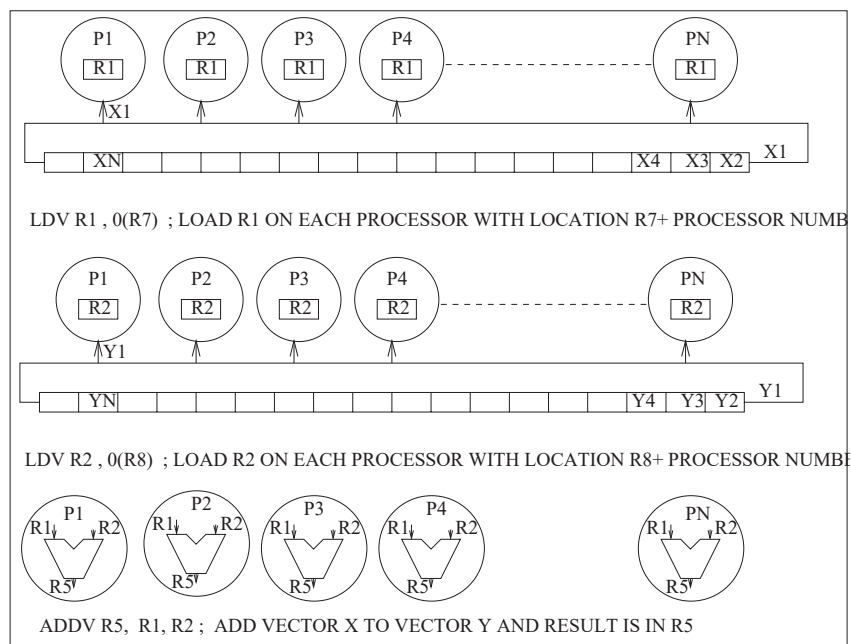 P1 P2 P3 P4 PN
R1 R1 R1 R1 R1
X1
XN X4 X3 X2 X1
LDV R1 , 0(R7) ; LOAD R1 ON EACH PROCESSOR WITH LOCATION R7+ PROCESSOR NUMB
P1 P2 P3 P4 PN
R2 R2 R2 R2 R2
Y1
YN Y4 Y3 Y2 Y1
LDV R2 , 0(R8) ; LOAD R2 ON EACH PROCESSOR WITH LOCATION R8+ PROCESSOR NUMBE
P1 P2 P3 P4 PN
R1 R2 R1 R2 R1 R2 R1 R2 R1 R2
R5 R5 R5 R5 R5
ADDV R5, R1, R2 ; ADD VECTOR X TO VECTOR Y AND RESULT IS IN R5